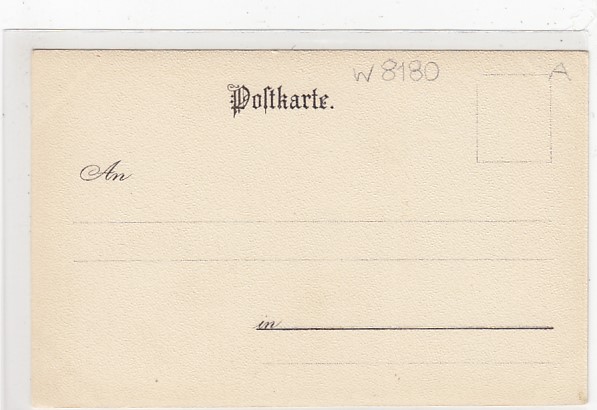 W 8180
A
Poſtkarte.
An
in